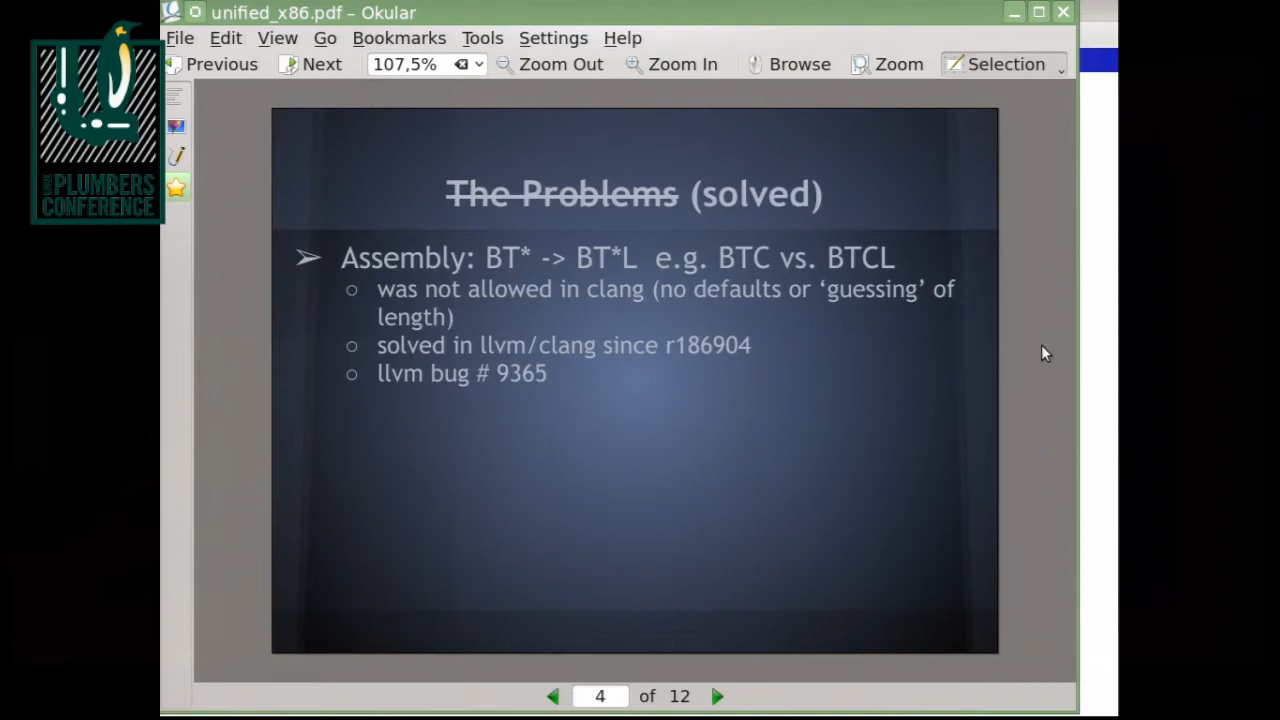 unified_x86.pdf – Okular
File Edit View Go Bookmarks Tools Settings Help
Previous Next 107,5% Zoom Out Zoom In Browse Zoom Selection
LINUX
PLUMBERS
CONFERENCE
The Problems (solved)
➢ Assembly: BT* -> BT*L e.g. BTC vs. BTCL
○ was not allowed in clang (no defaults or ‘guessing’ of
length)
○ solved in llvm/clang since r186904
○ llvm bug # 9365
4 of 12